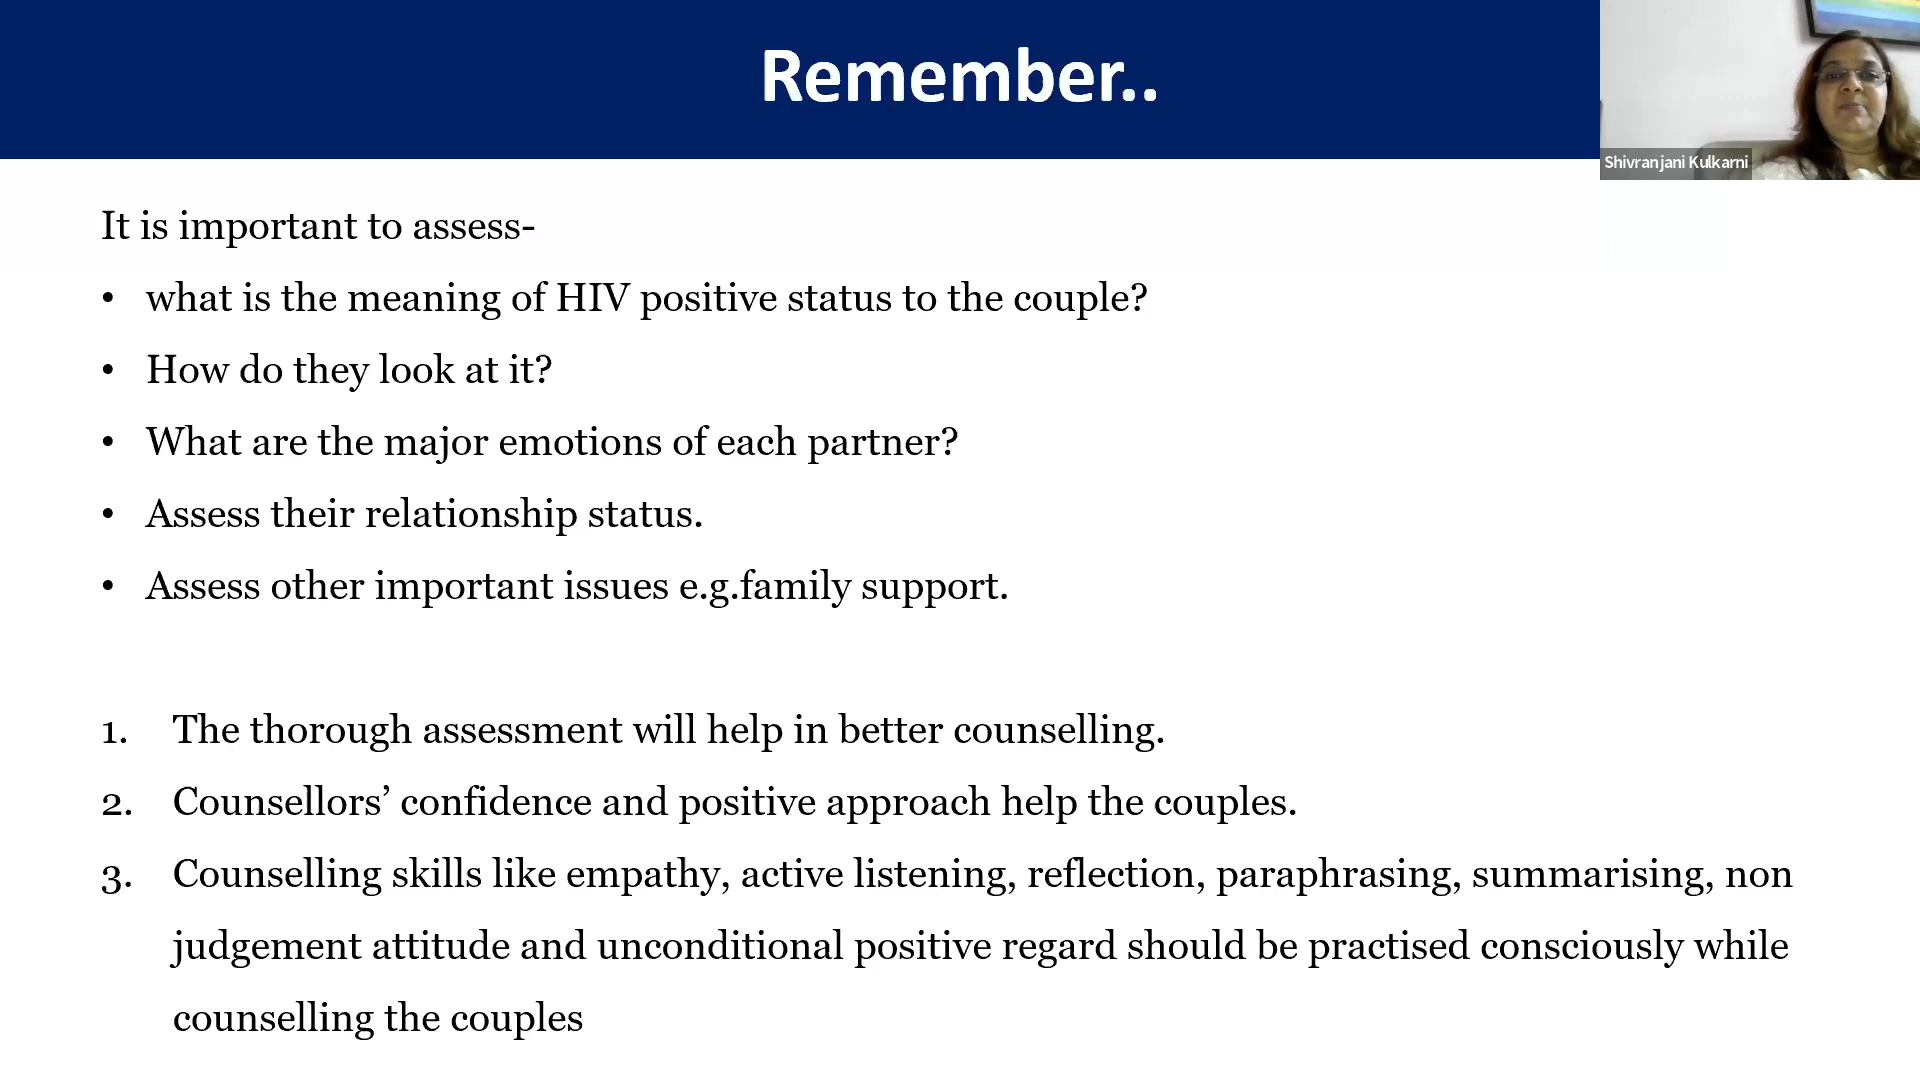 Remember..
Shivranjani Kulkarni
It is important to assess-
• what is the meaning of HIV positive status to the couple?
• How do they look at it?
• What are the major emotions of each partner?
• Assess their relationship status.
• Assess other important issues e.g.family support.
1. The thorough assessment will help in better counselling.
2. Counsellors’ confidence and positive approach help the couples.
3. Counselling skills like empathy, active listening, reflection, paraphrasing, summarising, non
judgement attitude and unconditional positive regard should be practised consciously while
counselling the couples